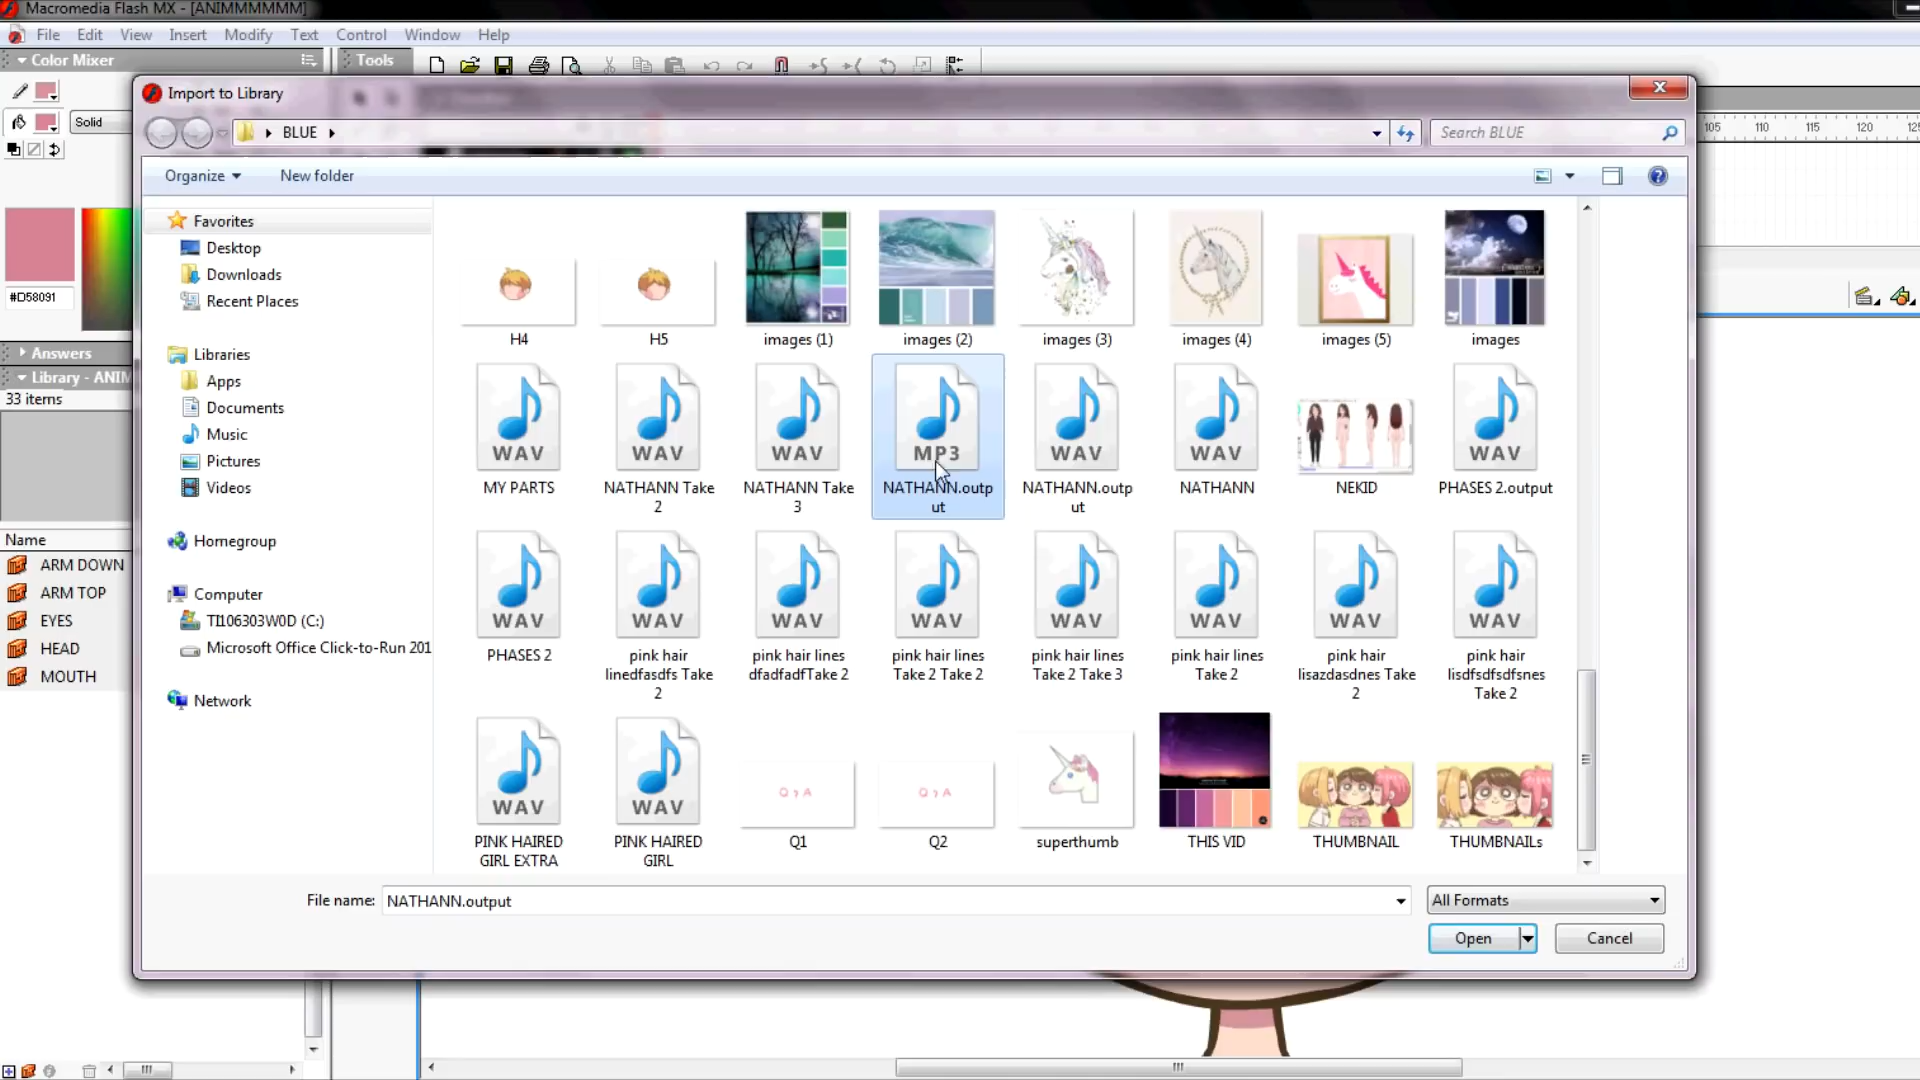 Macromedia Flash MX - [ANIMMMMMM]
File Edit View Insert Modify Text Control Window Help
Color Mixer
Tools
Import to Library
BLUE
Search BLUE
105 110 115 120 125
Solid
Organize New folder
#D58091
Favorites
Desktop
Downloads
Recent Places
Libraries
Apps
Documents
Music
Pictures
Videos
Homegroup
Computer
TI106303W0D (C:)
Microsoft Office Click-to-Run 201
Network
Answers
Library - ANIM
33 items
Name
ARM DOWN
ARM TOP
EYES
HEAD
MOUTH
H4 H5 images (1) images (2) images (3) images (4) images (5) images
WAV WAV WAV MP3 WAV WAV WAV
MY PARTS NATHANN Take 2 NATHANN Take 3 NATHANN.output NATHANN.output NATHANN NEKID PHASES 2.output
WAV WAV WAV WAV WAV WAV WAV WAV
PHASES 2 pink hair linedfasdfs Take 2 pink hair lines dfadfadfTake 2 pink hair lines Take 2 Take 2 pink hair lines Take 2 Take 3 pink hair lines Take 2 pink hair lisazdasdnes Take 2 pink hair lisdfsdfsdfsnes Take 2
WAV WAV Q ? A Q ? A
PINK HAIRED GIRL EXTRA PINK HAIRED GIRL Q1 Q2 superthumb THIS VID THUMBNAIL THUMBNAILs
File name: NATHANN.output All Formats
Open Cancel